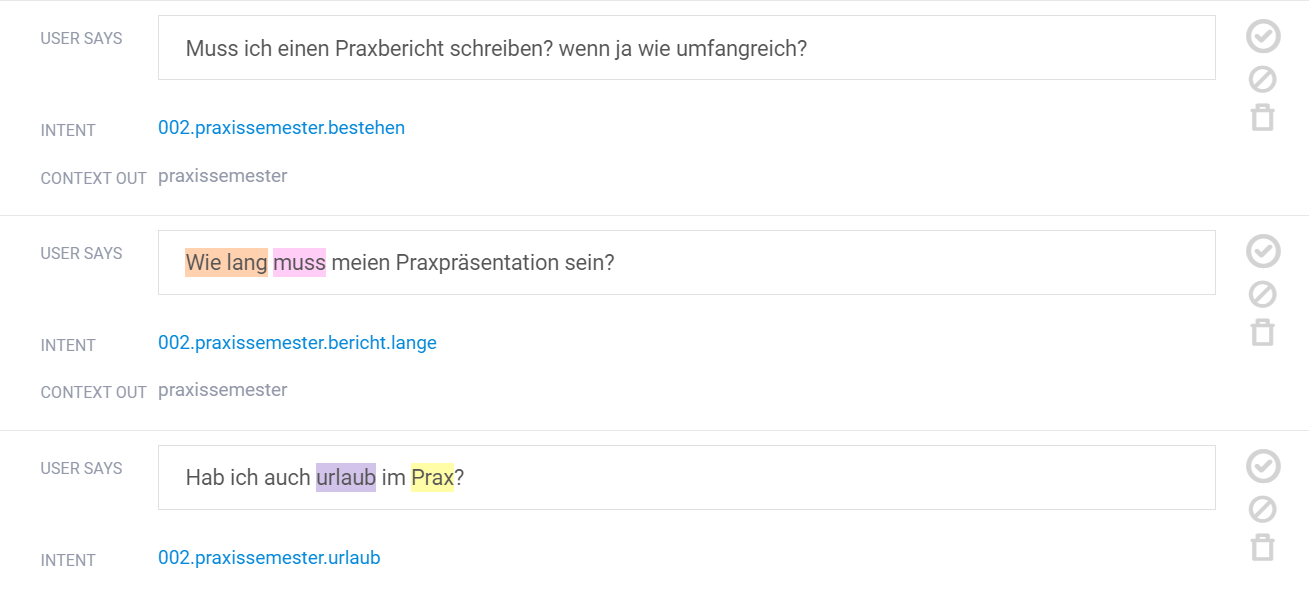 USER SAYS Muss ich einen Praxbericht schreiben? wenn ja wie umfangreich?
INTENT 002.praxissemester.bestehen
CONTEXT OUT praxissemester
USER SAYS Wie lang muss meien Praxpräsentation sein?
INTENT 002.praxissemester.bericht.lange
CONTEXT OUT praxissemester
USER SAYS Hab ich auch urlaub im Prax?
INTENT 002.praxissemester.urlaub